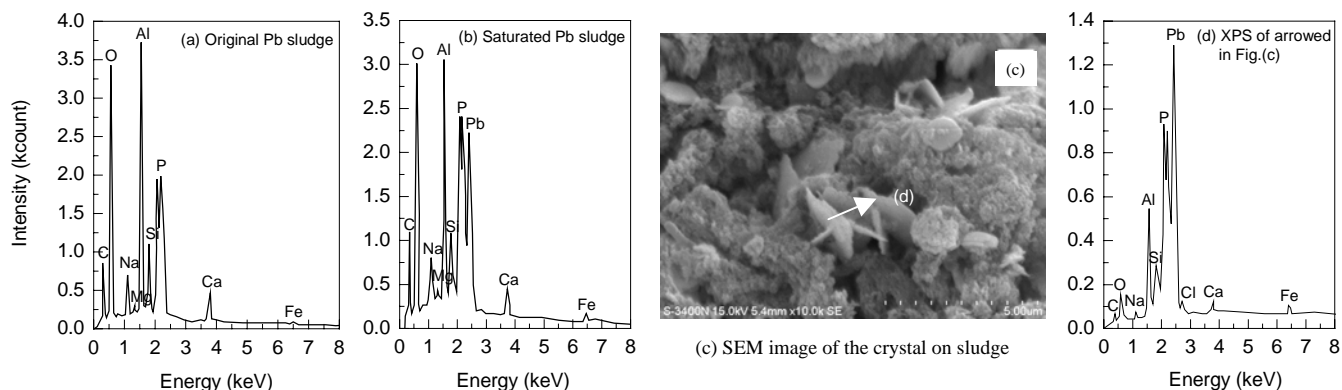 Intensity (kcount)
4.0
3.5
3.0
2.5
2.0
1.5
1.0
0.5
0.0
(a) Original Pb sludge
C
O
Na
Mg
Al
Si
P
Ca
Fe
0 1 2 3 4 5 6 7 8
Energy (keV)
3.5
3.0
2.5
2.0
1.5
1.0
0.5
0.0
(b) Saturated Pb sludge
C
O
Na
Mg
Al
Si
P
Pb
Ca
Fe
0 1 2 3 4 5 6 7 8
Energy (keV)
(c)
(d)
S-3400N 15.0kV 5.4mm x10.0k SE
5.00um
(c) SEM image of the crystal on sludge
1.4
1.2
1.0
0.8
0.6
0.4
0.2
0.0
(d) XPS of arrowed
in Fig.(c)
C
O
Na
Al
Si
P
Pb
Cl
Ca
Fe
0 1 2 3 4 5 6 7 8
Energy (keV)